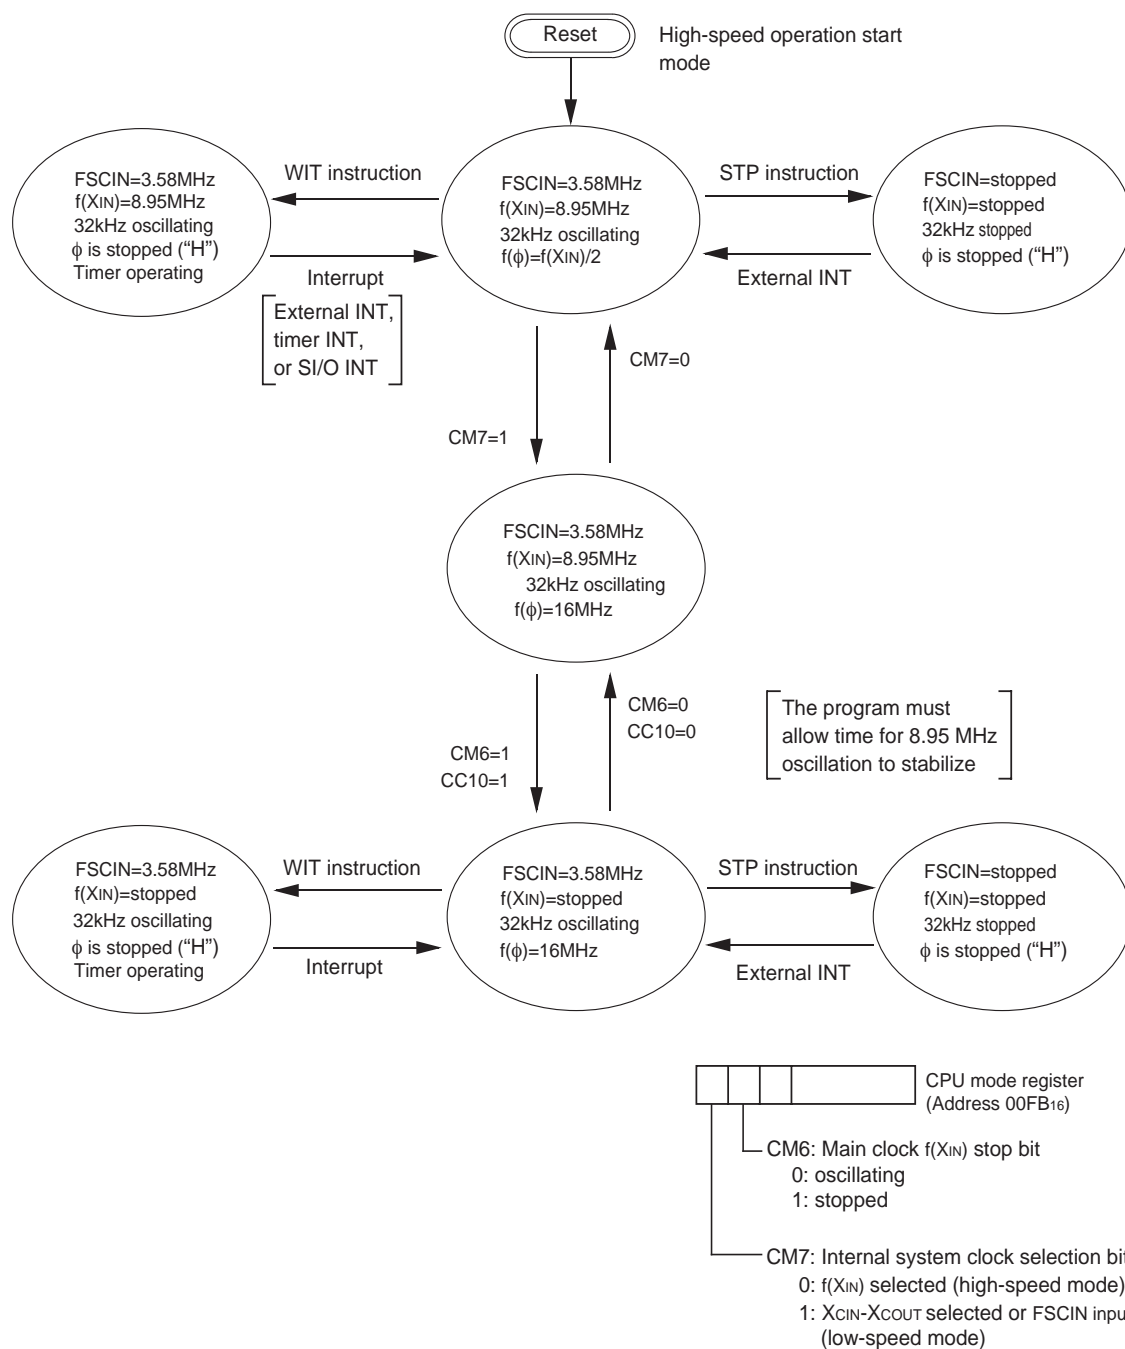 Reset
High-speed operation start
mode
FSCIN=3.58MHz
f(XIN)=8.95MHz
32kHz oscillating
ϕ is stopped (“H”)
Timer operating
WIT instruction
Interrupt
External INT,
timer INT,
or SI/O INT
FSCIN=3.58MHz
f(XIN)=8.95MHz
32kHz oscillating
f(ϕ)=f(XIN)/2
STP instruction
External INT
FSCIN=stopped
f(XIN)=stopped
32kHz stopped
ϕ is stopped (“H”)
CM7=1
CM7=0
FSCIN=3.58MHz
f(XIN)=8.95MHz
32kHz oscillating
f(ϕ)=16MHz
CM6=1
CC10=1
CM6=0
CC10=0
The program must
allow time for 8.95 MHz
oscillation to stabilize
FSCIN=3.58MHz
f(XIN)=stopped
32kHz oscillating
ϕ is stopped (“H”)
Timer operating
WIT instruction
Interrupt
FSCIN=3.58MHz
f(XIN)=stopped
32kHz oscillating
f(ϕ)=16MHz
STP instruction
External INT
FSCIN=stopped
f(XIN)=stopped
32kHz stopped
ϕ is stopped (“H”)
CPU mode register
(Address 00FB16)
CM6: Main clock f(XIN) stop bit
0: oscillating
1: stopped
CM7: Internal system clock selection bit
0: f(XIN) selected (high-speed mode)
1: XCIN-XCOUT selected or FSCIN inpu
(low-speed mode)